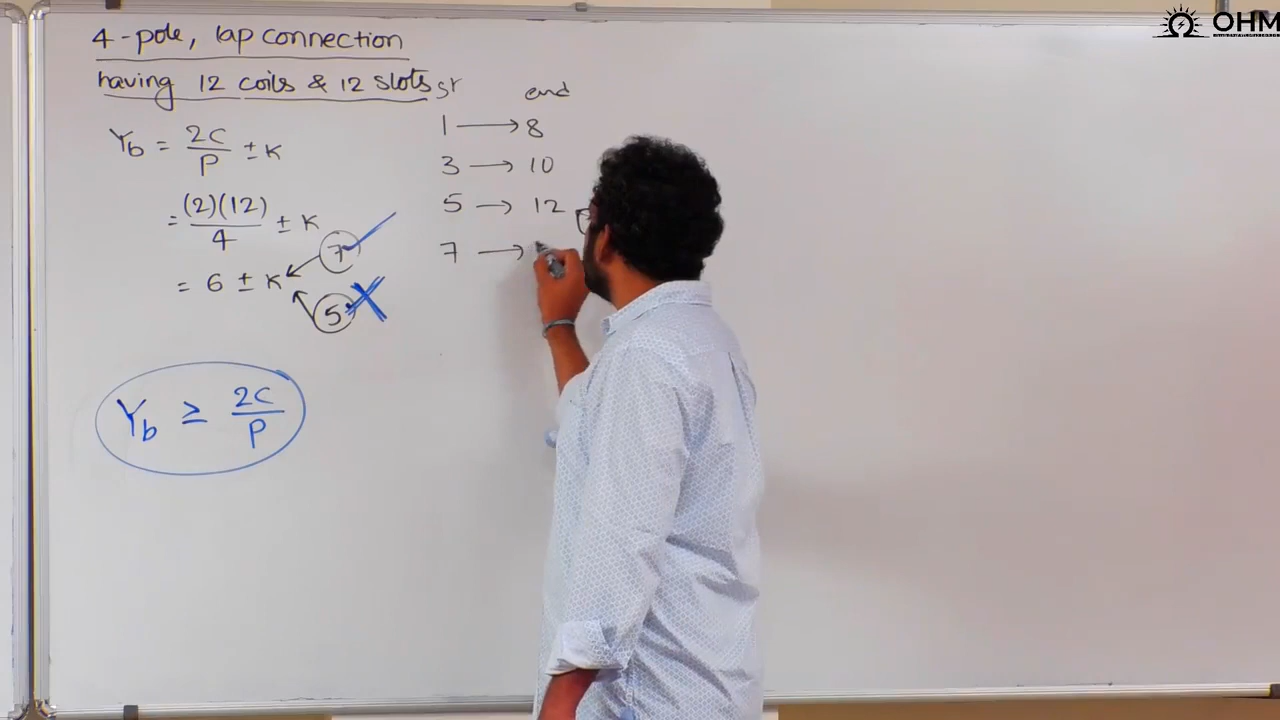 4-pole, lap connection
having 12 coils & 12 slots
Yb = 2C/P ± K
= (2)(12)/4 ± K
= 6 ± K
7
5
Yb ≥ 2C/P
st end
1 → 8
3 → 10
5 → 12
7 →
OHM